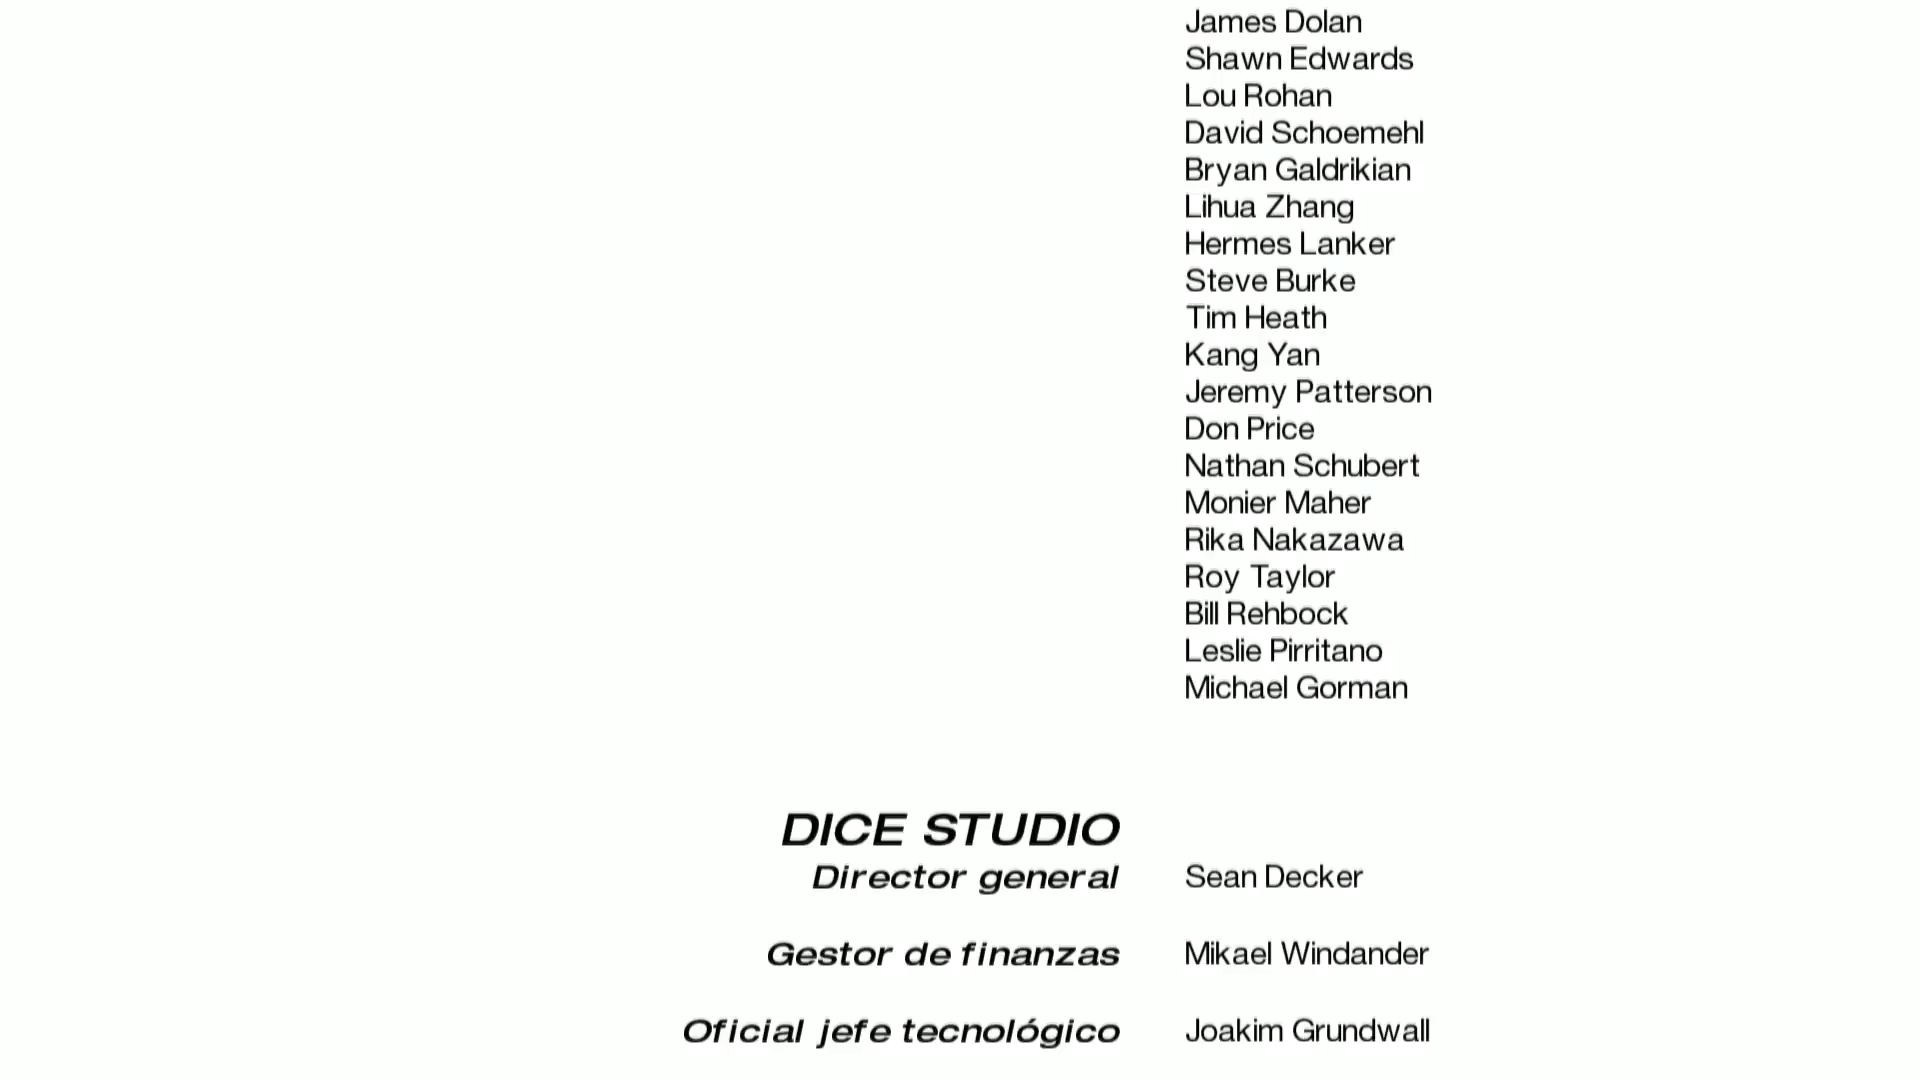 James Dolan
Shawn Edwards
Lou Rohan
David Schoemehl
Bryan Galdrikian
Lihua Zhang
Hermes Lanker
Steve Burke
Tim Heath
Kang Yan
Jeremy Patterson
Don Price
Nathan Schubert
Monier Maher
Rika Nakazawa
Roy Taylor
Bill Rehbock
Leslie Pirritano
Michael Gorman
DICE STUDIO
Director general Sean Decker
Gestor de finanzas Mikael Windander
Oficial jefe tecnológico Joakim Grundwall